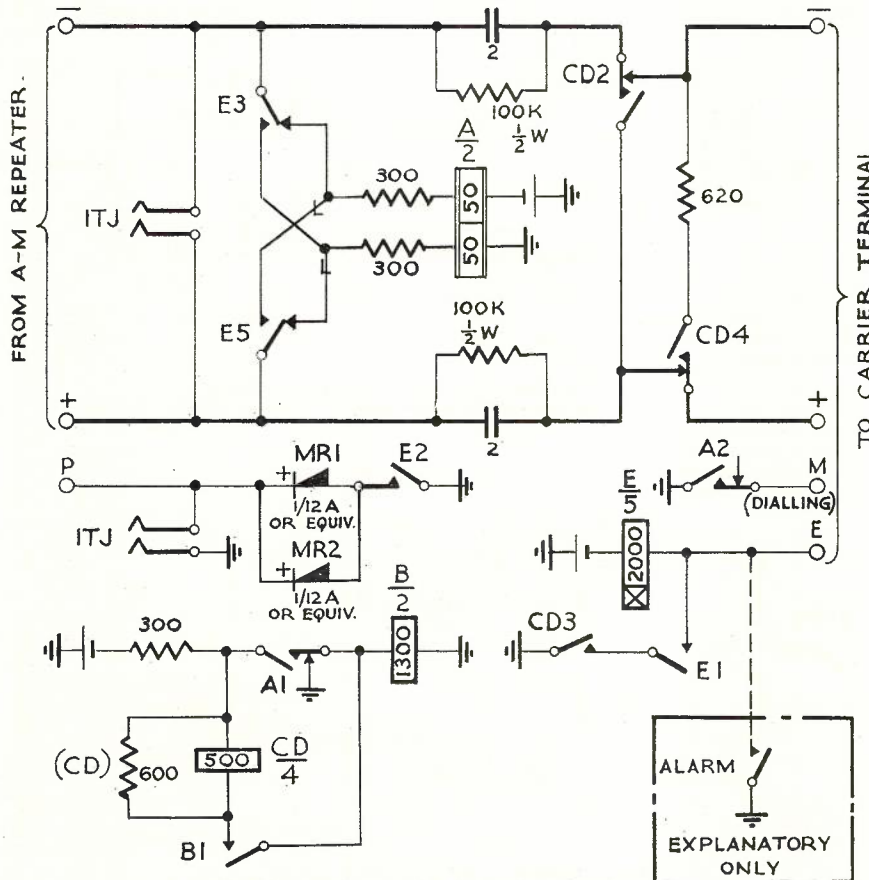 − −
FROM A-M REPEATER.
ITJ
E3
E5
L
L
300
300
A
2
50
50
2
100K
1/2 W
100K
1/2 W
2
CD2
620
CD4
TO CARRIER TERMINAL
+ +
P
ITJ
+ MR1
1/12 A
OR EQUIV.
+ MR2
1/12 A
OR EQUIV.
E2
E
5
2000
A2
M
(DIALLING)
E
300
A1
B
2
1300
CD3
E1
(CD)
600
500
CD
4
B1
ALARM
EXPLANATORY
ONLY